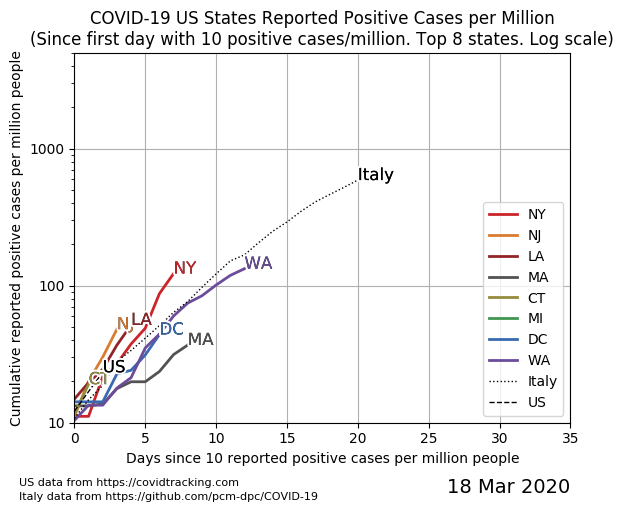 COVID-19 US States Reported Positive Cases per Million
(Since first day with 10 positive cases/million. Top 8 states. Log scale)
Cumulative reported positive cases per million people
1000
100
10
Italy
WA
NY
NJ
LA
DC
MA
US
CT
NY
NJ
LA
MA
CT
MI
DC
WA
Italy
US
0 5 10 15 20 25 30 35
Days since 10 reported positive cases per million people
US data from https://covidtracking.com
Italy data from https://github.com/pcm-dpc/COVID-19
18 Mar 2020